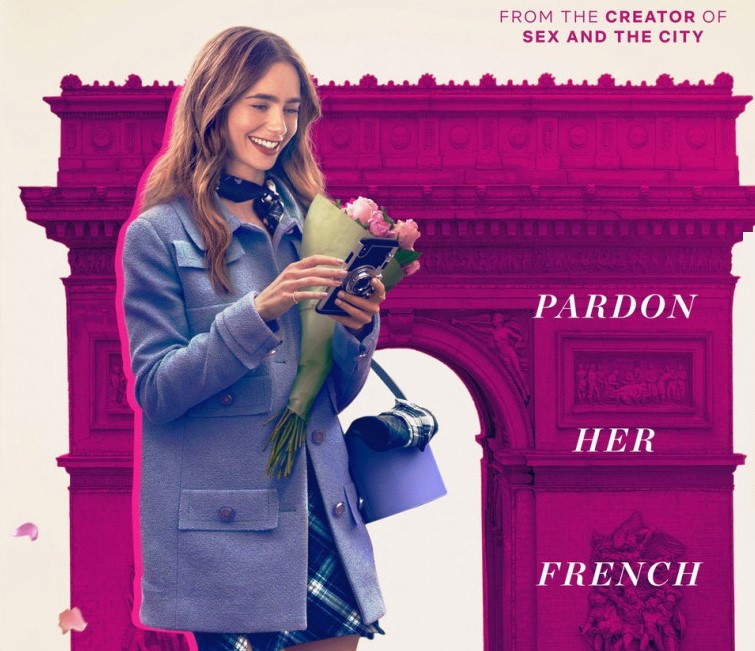 FROM THE CREATOR OF
SEX AND THE CITY
PARDON
HER
FRENCH